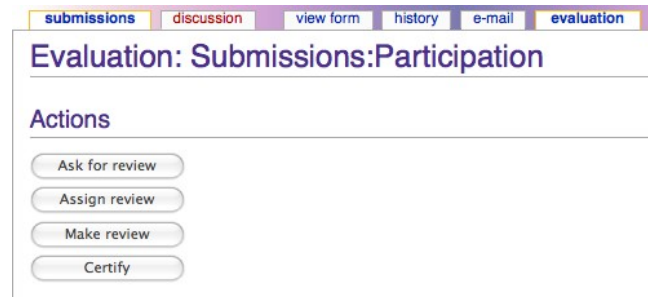 submissions discussion view form history e-mail evaluation
Evaluation: Submissions:Participation
Actions
Ask for review
Assign review
Make review
Certify